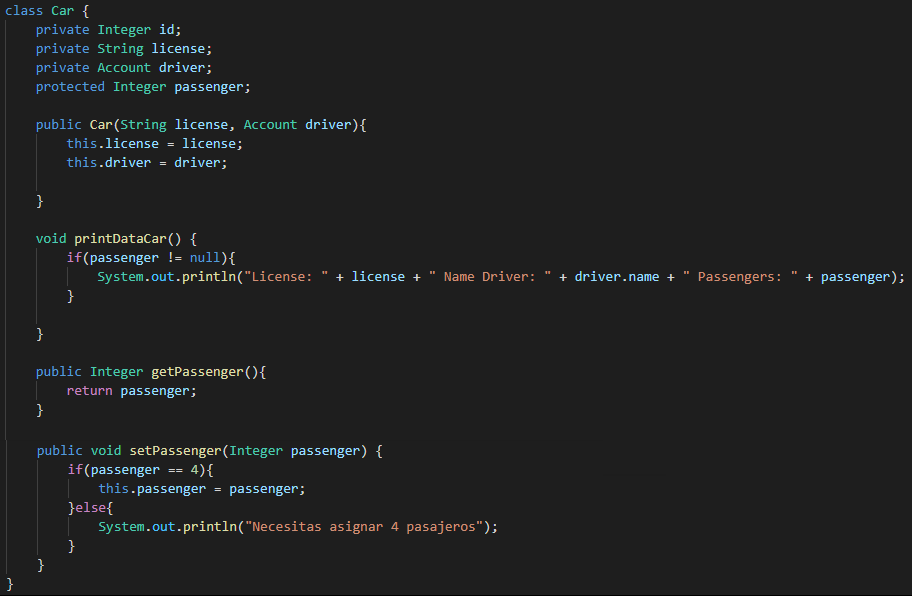 class Car {
    private Integer id;
    private String license;
    private Account driver;
    protected Integer passenger;

    public Car(String license, Account driver){
        this.license = license;
        this.driver = driver;

    }

    void printDataCar() {
        if(passenger != null){
            System.out.println("License: " + license + " Name Driver: " + driver.name + " Passengers: " + passenger);
        }

    }

    public Integer getPassenger(){
        return passenger;
    }

    public void setPassenger(Integer passenger) {
        if(passenger == 4){
            this.passenger = passenger;
        }else{
            System.out.println("Necesitas asignar 4 pasajeros");
        }
    }
}